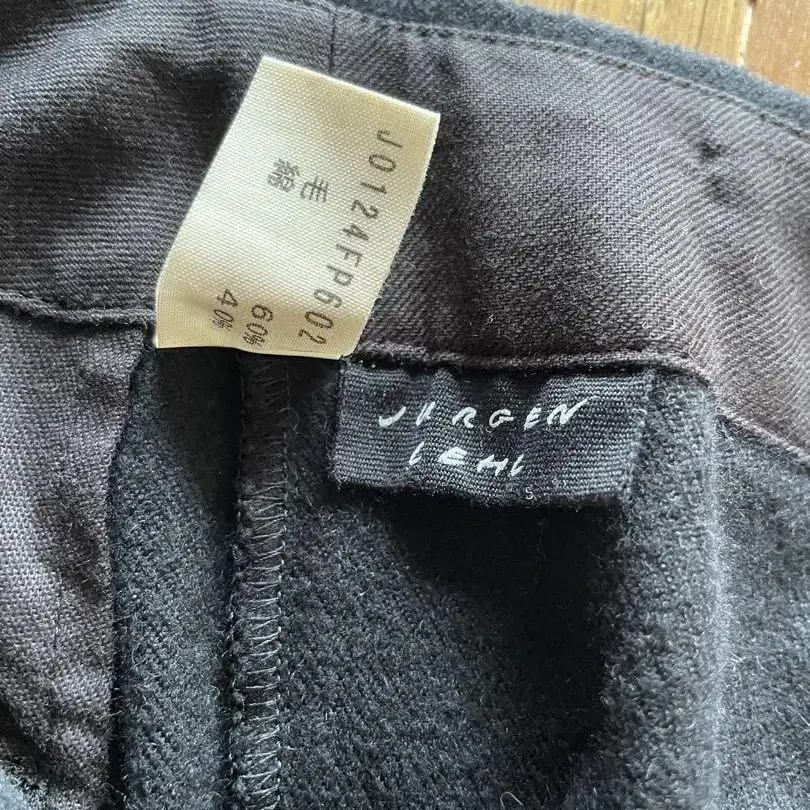 J0124FP602
毛 60%
綿 40%
JURGEN
LEHL
S